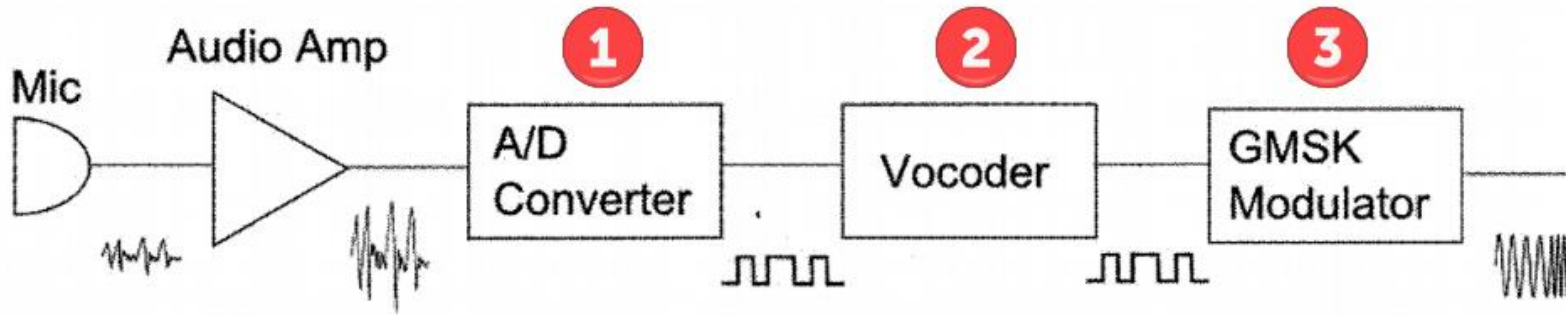 Mic
Audio Amp
1
A/D
Converter
2
Vocoder
3
GMSK
Modulator